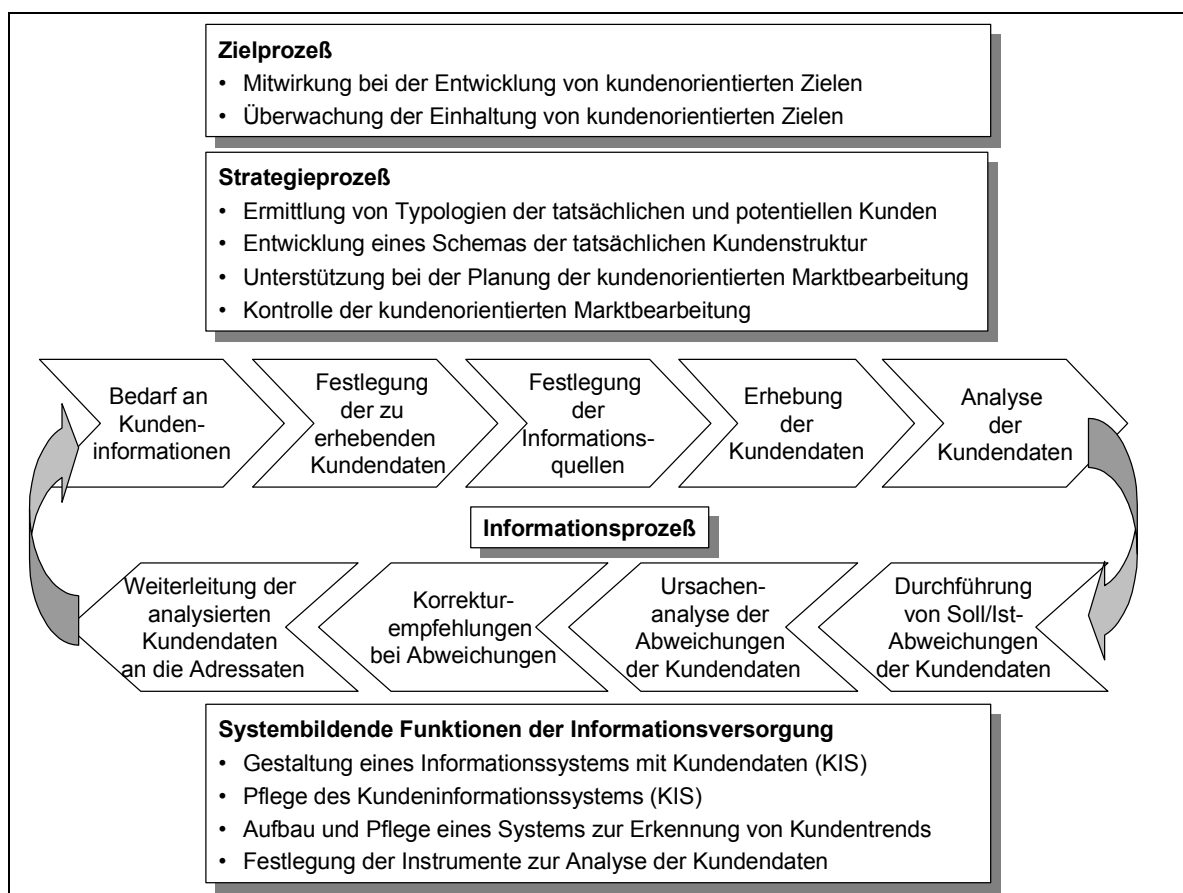 Zielprozeß
• Mitwirkung bei der Entwicklung von kundenorientierten Zielen
• Überwachung der Einhaltung von kundenorientierten Zielen
Strategieprozeß
• Ermittlung von Typologien der tatsächlichen und potentiellen Kunden
• Entwicklung eines Schemas der tatsächlichen Kundenstruktur
• Unterstützung bei der Planung der kundenorientierten Marktbearbeitung
• Kontrolle der kundenorientierten Marktbearbeitung
Bedarf an
Kunden-
informationen
Festlegung
der zu
erhebenden
Kundendaten
Festlegung
der
Informations-
quellen
Erhebung
der
Kundendaten
Analyse
der
Kundendaten
Informationsprozeß
Weiterleitung der
analysierten
Kundendaten
an die Adressaten
Korrektur-
empfehlungen
bei Abweichungen
Ursachen-
analyse der
Abweichungen
der Kundendaten
Durchführung
von Soll/Ist-
Abweichungen
der Kundendaten
Systembildende Funktionen der Informationsversorgung
• Gestaltung eines Informationssystems mit Kundendaten (KIS)
• Pflege des Kundeninformationssystems (KIS)
• Aufbau und Pflege eines Systems zur Erkennung von Kundentrends
• Festlegung der Instrumente zur Analyse der Kundendaten